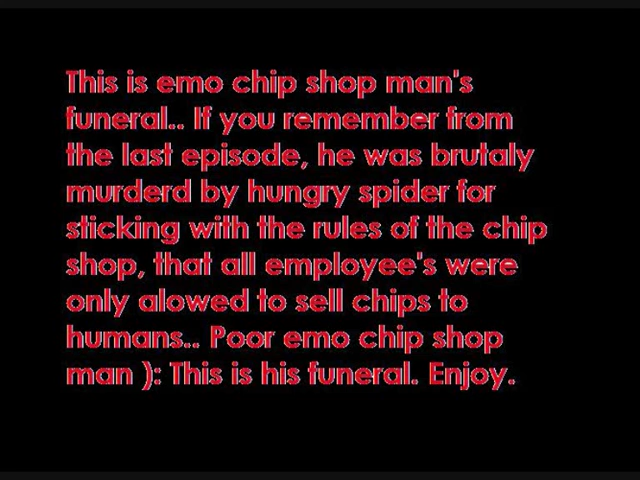 This is emo chip shop man's
funeral.. If you remember from
the last episode, he was brutaly
murderd by hungry spider for
sticking with the rules of the chip
shop, that all employee's were
only alowed to sell chips to
humans.. Poor emo chip shop
man ): This is his funeral. Enjoy.